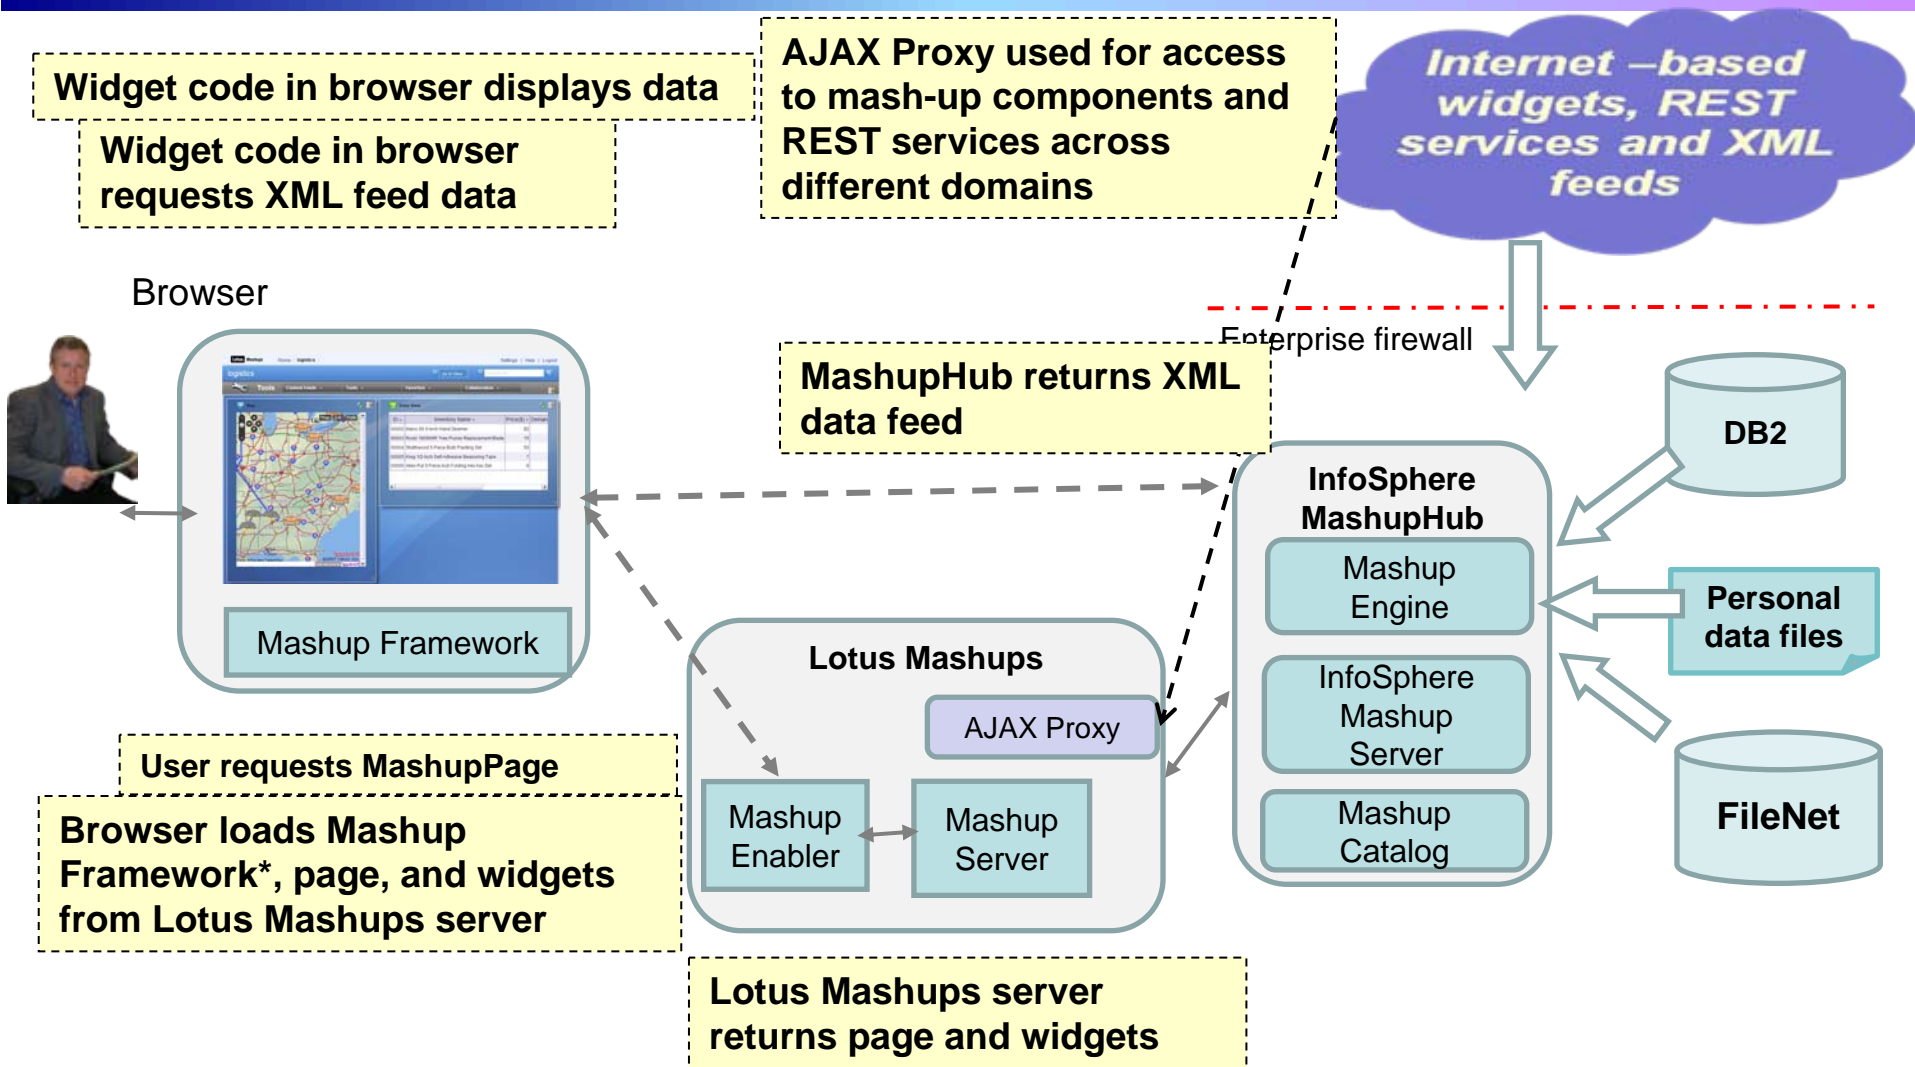 Widget code in browser displays data
Widget code in browser
requests XML feed data
AJAX Proxy used for access
to mash-up components and
REST services across
different domains
Internet –based
widgets, REST
services and XML
feeds
Browser
Enterprise firewall
MashupHub returns XML
data feed
DB2
logistics
Tools
InfoSphere
MashupHub
Mashup
Engine
InfoSphere
Mashup
Server
Mashup
Catalog
Personal
data files
FileNet
Mashup Framework
Lotus Mashups
AJAX Proxy
Mashup
Enabler
Mashup
Server
User requests MashupPage
Browser loads Mashup
Framework*, page, and widgets
from Lotus Mashups server
Lotus Mashups server
returns page and widgets